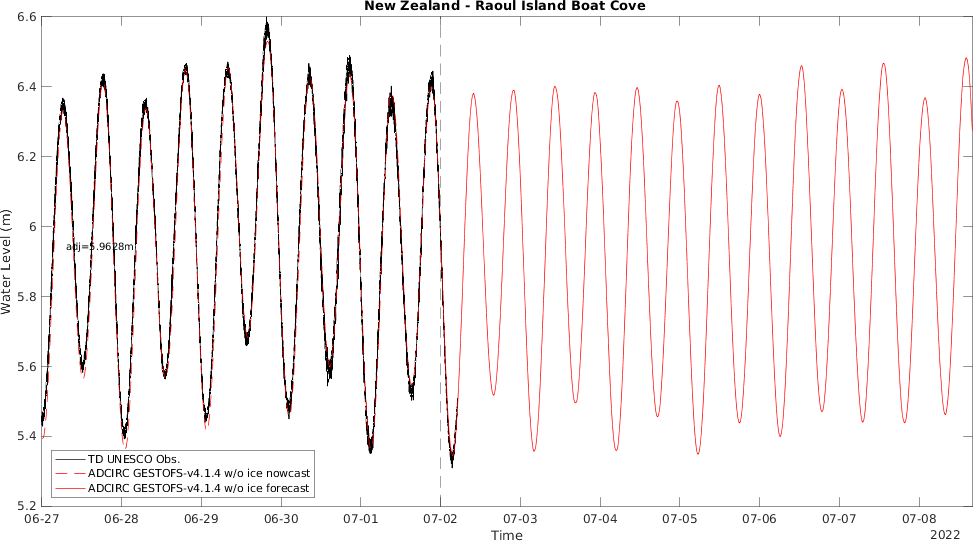 New Zealand - Raoul Island Boat Cove
6.6
6.4
6.2
6
5.8
5.6
5.4
5.2
Water Level (m)
adj=5.9628m
TD UNESCO Obs.
ADCIRC GESTOFS-v4.1.4 w/o ice nowcast
ADCIRC GESTOFS-v4.1.4 w/o ice forecast
06-27 06-28 06-29 06-30 07-01 07-02 07-03 07-04 07-05 07-06 07-07 07-08
Time
2022